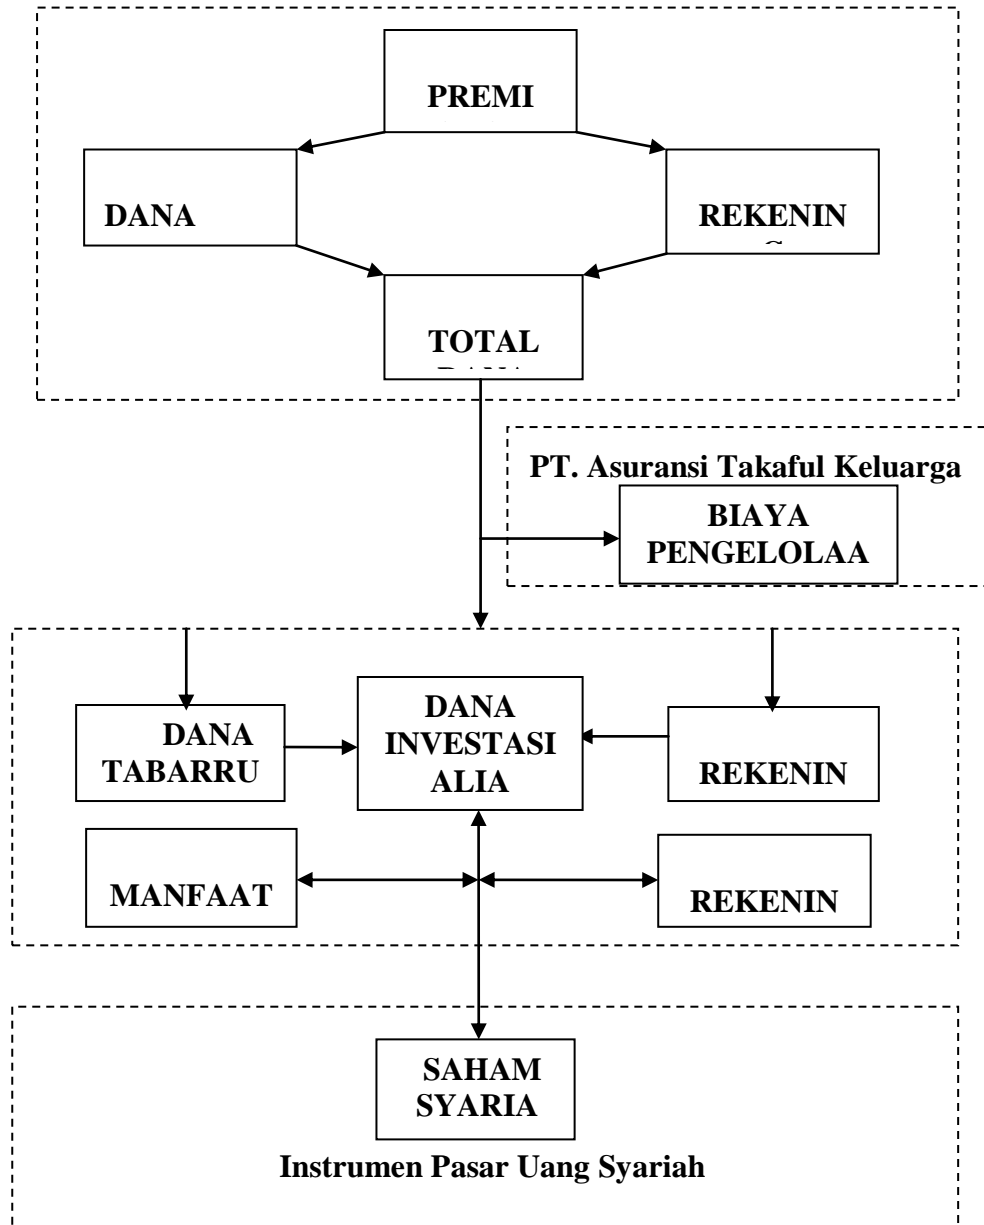 PREMI
DANA
REKENIN
TOTAL
PT. Asuransi Takaful Keluarga
BIAYA
PENGELOLAA
DANA
TABARRU
DANA
INVESTASI
ALIA
REKENIN
MANFAAT
REKENIN
SAHAM
SYARIA
Instrumen Pasar Uang Syariah